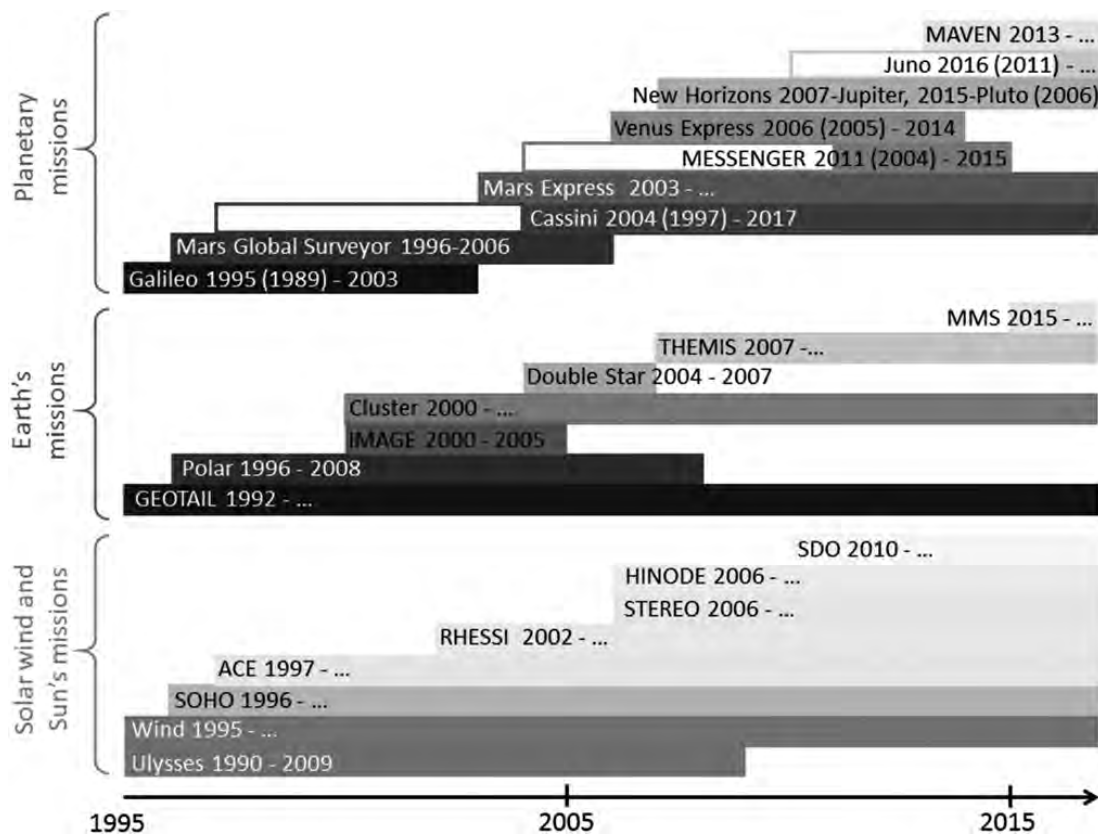 Planetary
missions
MAVEN 2013 - ...
Juno 2016 (2011) - ...
New Horizons 2007-Jupiter, 2015-Pluto (2006)
Venus Express 2006 (2005) - 2014
MESSENGER 2011 (2004) - 2015
Mars Express 2003 - ...
Cassini 2004 (1997) - 2017
Mars Global Surveyor 1996-2006
Galileo 1995 (1989) - 2003
Earth's
missions
MMS 2015 - ...
THEMIS 2007 -...
Double Star 2004 - 2007
Cluster 2000 - ...
IMAGE 2000 - 2005
Polar 1996 - 2008
GEOTAIL 1992 - ...
Solar wind and
Sun's missions
SDO 2010 - ...
HINODE 2006 - ...
STEREO 2006 - ...
RHESSI 2002 - ...
ACE 1997 - ...
SOHO 1996 - ...
Wind 1995 - ...
Ulysses 1990 - 2009
1995 2005 2015